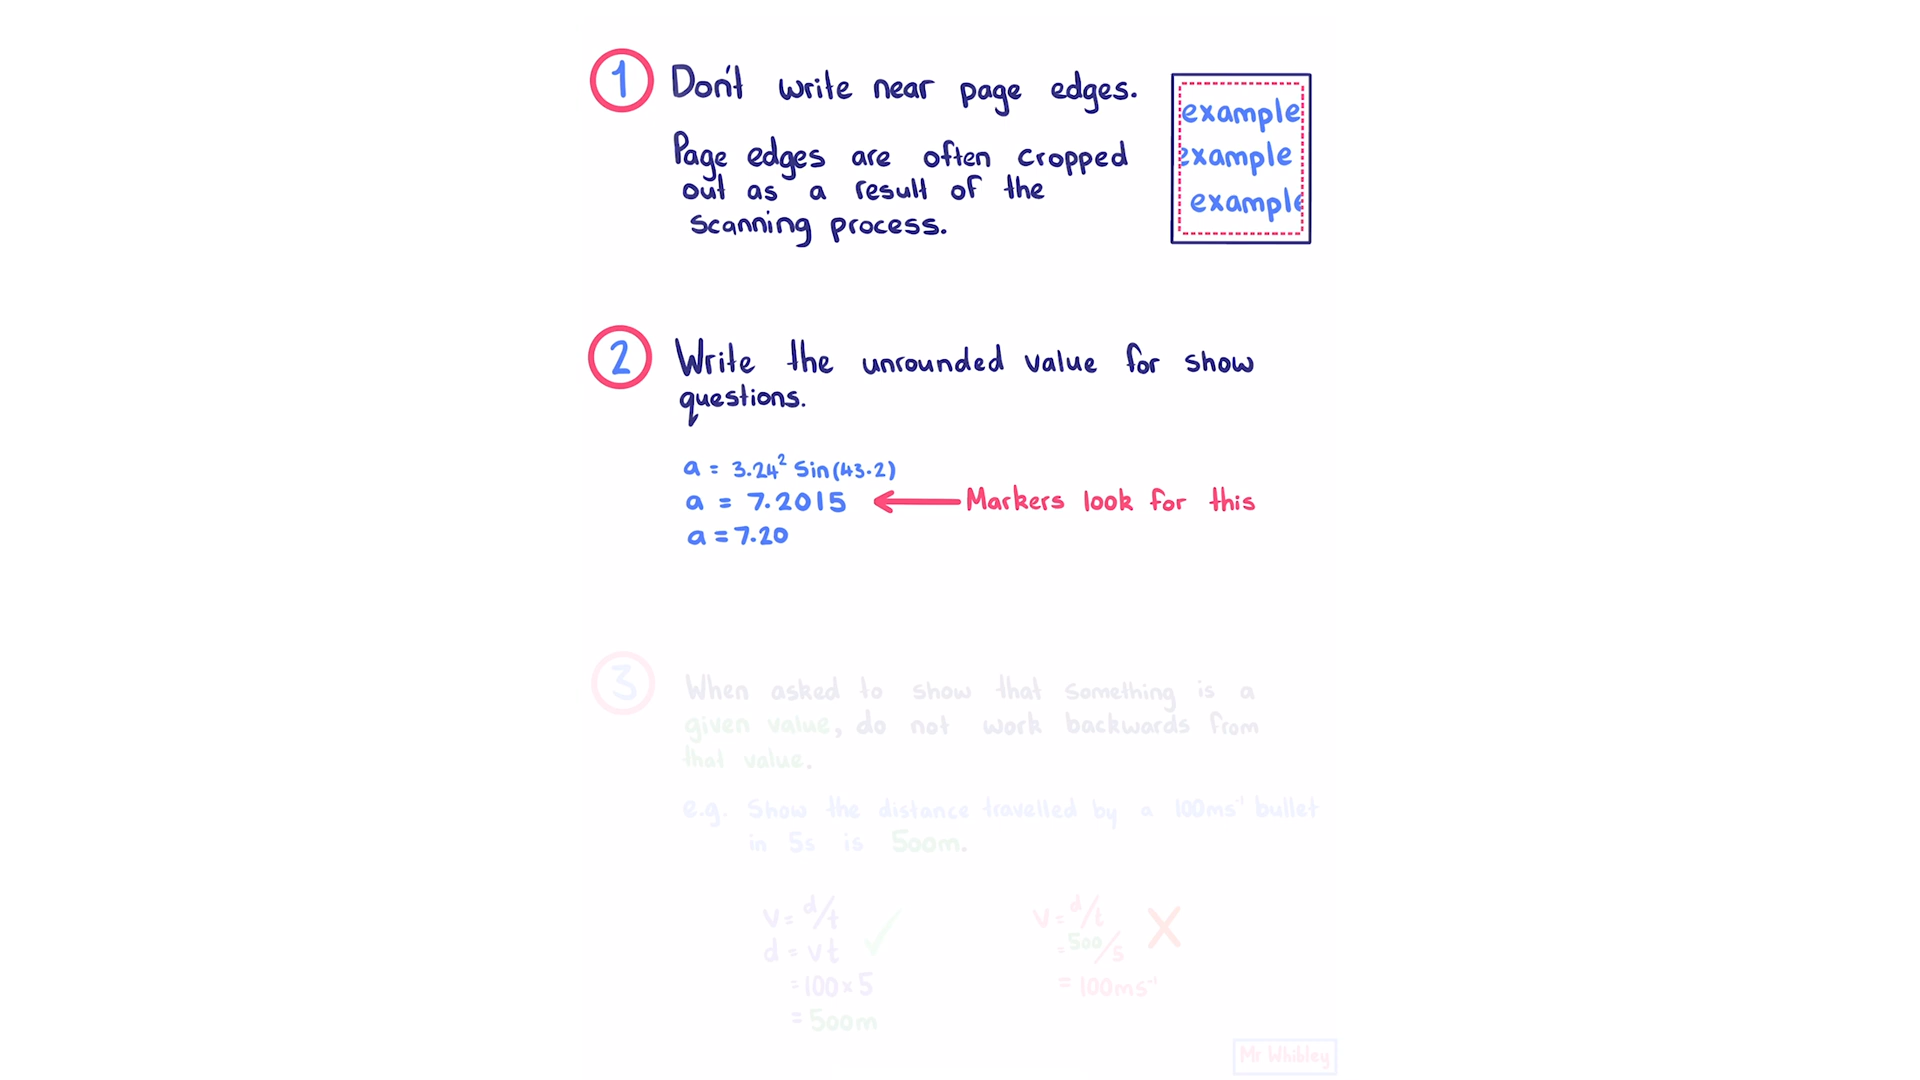 1 Don't write near page edges.
Page edges are often cropped
out as a result of the
scanning process.
example
example
example
2 Write the unrounded value for show
questions.
a = 3.24² Sin(43.2)
a = 7.2015 ← Markers look for this
a = 7.20
3 When asked to show that something is a
given value, do not work backwards from
that value.
e.g. Show the distance travelled by a 100ms⁻¹ bullet
in 5s is 500m.
V = d/t
d = vt
= 100 × 5
= 500m
V = d/t
= 500/5
= 100ms⁻¹
Mr Whibley